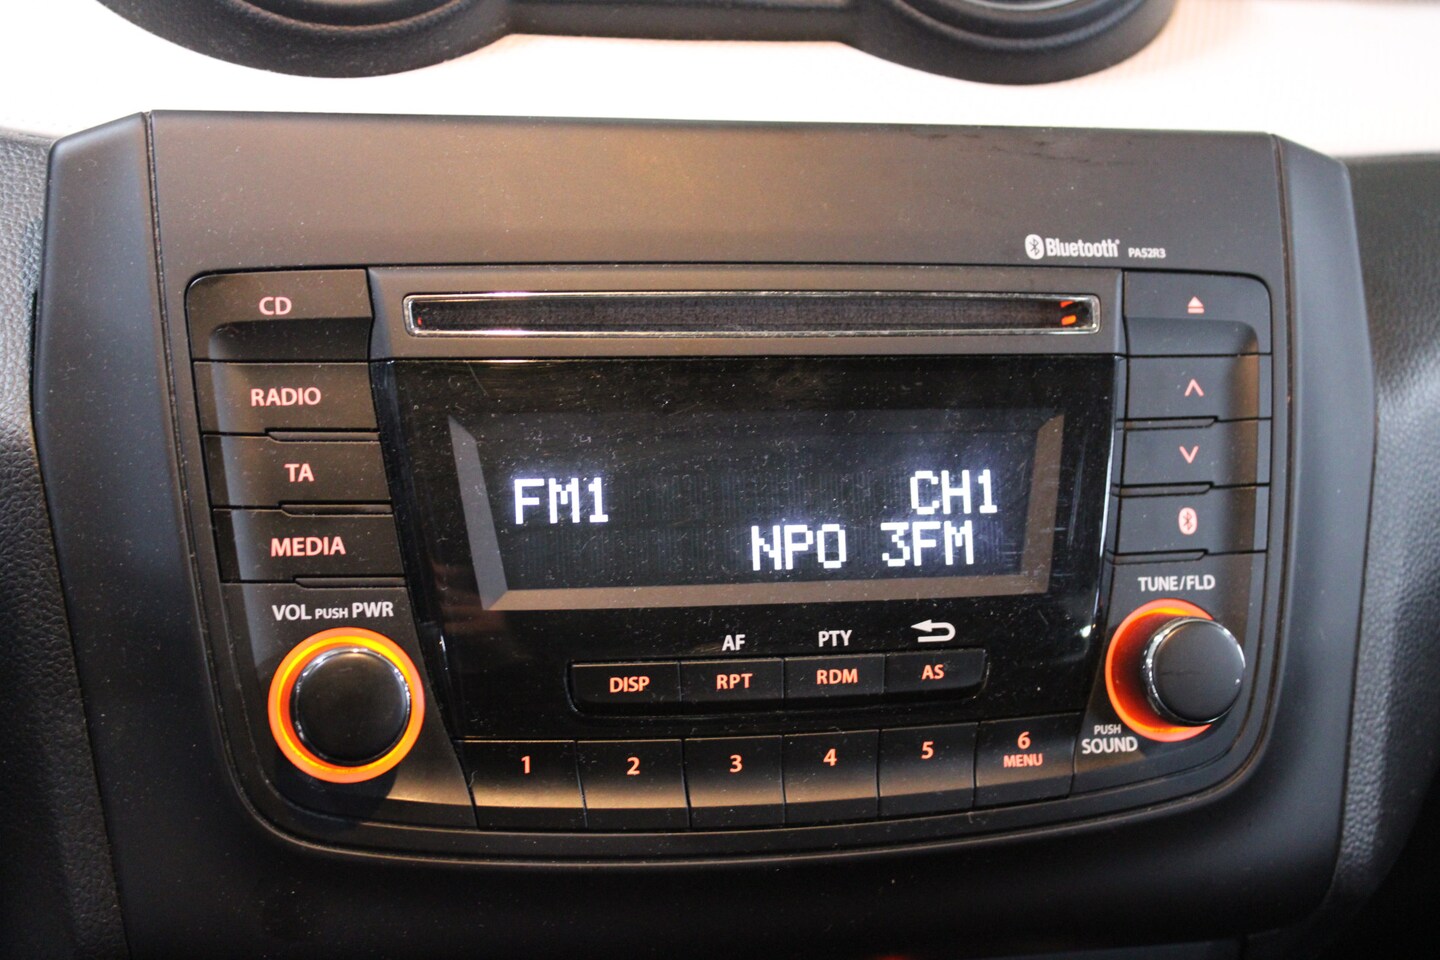 Bluetooth® PA52R3
CD
RADIO
TA
MEDIA
VOL PUSH PWR
FM1 CH1
NPO 3FM
TUNE/FLD
AF PTY
DISP RPT RDM AS
PUSH
SOUND
1 2 3 4 5 6
MENU